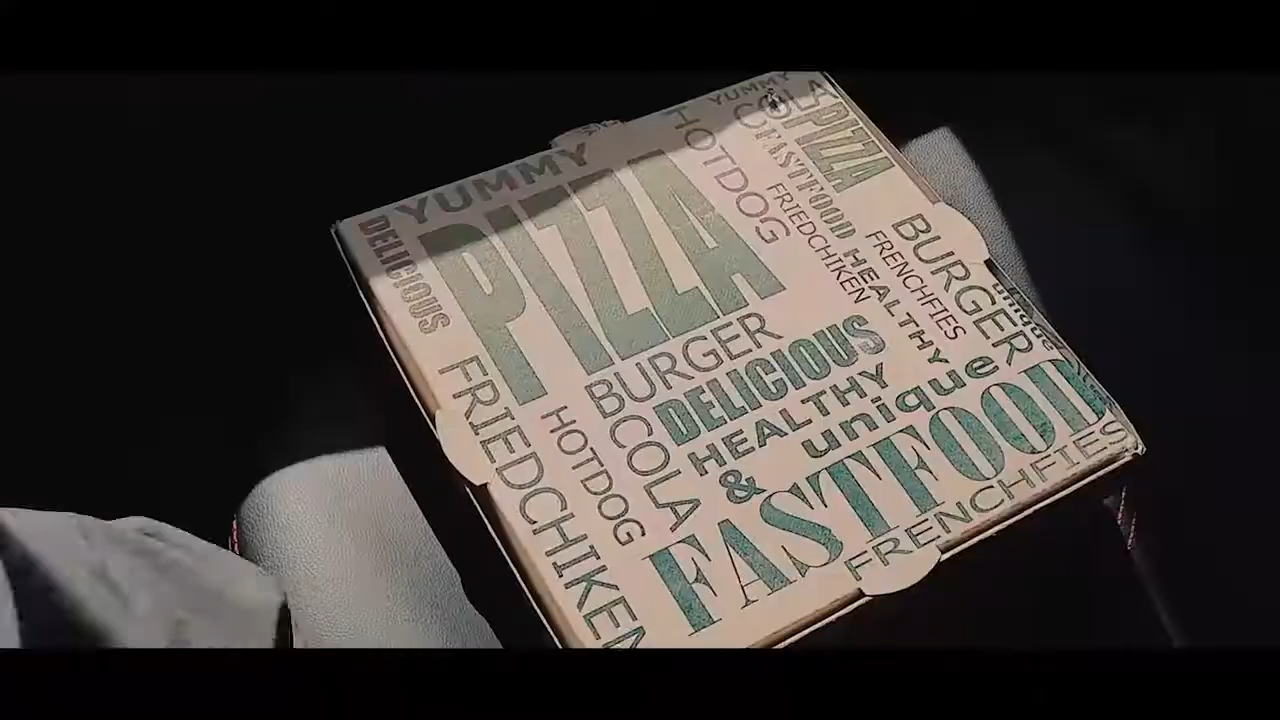 YUMMY
COLA
PIZZA
YUMMY
HOTDOG
FASTFOOD
DELICIOUS
PIZZA
FRIEDCHIKEN
HEALTHY
FRENCHFIES
BURGER
unique
BURGER
DELICIOUS
FRIEDCHIKEN
HOTDOG
COLA
HEALTHY
unique
&
FASTFOOD
FRENCHFIES